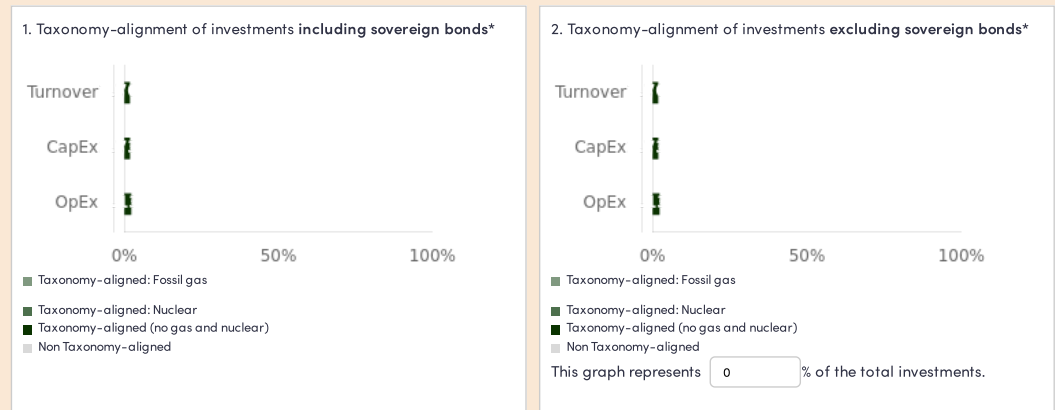 1. Taxonomy-alignment of investments including sovereign bonds*
Turnover
CapEx
OpEx
0% 50% 100%
Taxonomy-aligned: Fossil gas
Taxonomy-aligned: Nuclear
Taxonomy-aligned (no gas and nuclear)
Non Taxonomy-aligned
2. Taxonomy-alignment of investments excluding sovereign bonds*
Turnover
CapEx
OpEx
0% 50% 100%
Taxonomy-aligned: Fossil gas
Taxonomy-aligned: Nuclear
Taxonomy-aligned (no gas and nuclear)
Non Taxonomy-aligned
This graph represents 0 % of the total investments.